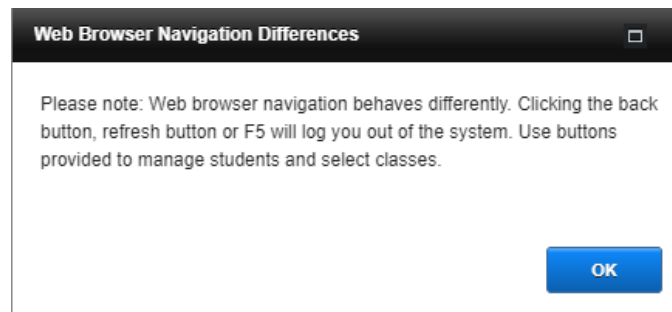 Web Browser Navigation Differences
Please note: Web browser navigation behaves differently. Clicking the back
button, refresh button or F5 will log you out of the system. Use buttons
provided to manage students and select classes.
OK